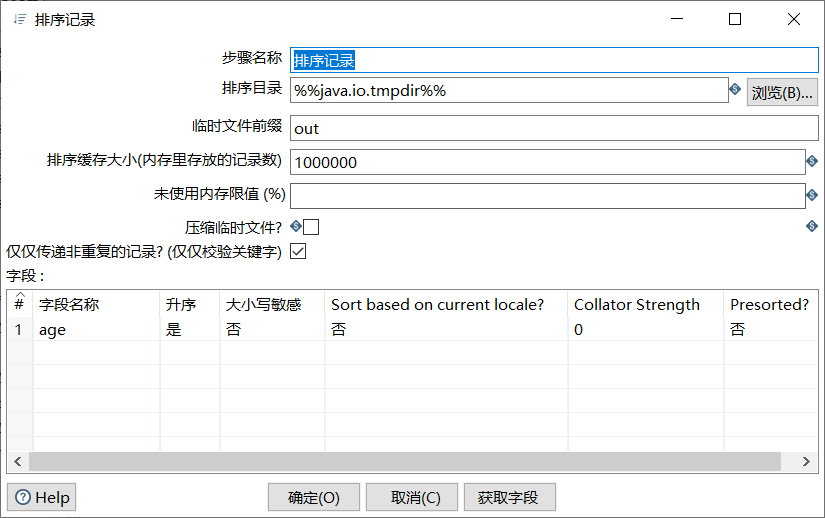 排序记录
步骤名称 排序记录
排序目录 %%java.io.tmpdir%% 浏览(B)...
临时文件前缀 out
排序缓存大小(内存里存放的记录数) 1000000
未使用内存限值 (%)
压缩临时文件?
仅仅传递非重复的记录? (仅仅校验关键字)
字段 :
# 字段名称 升序 大小写敏感 Sort based on current locale? Collator Strength Presorted?
1 age 是 否 否 0 否
Help 确定(O) 取消(C) 获取字段